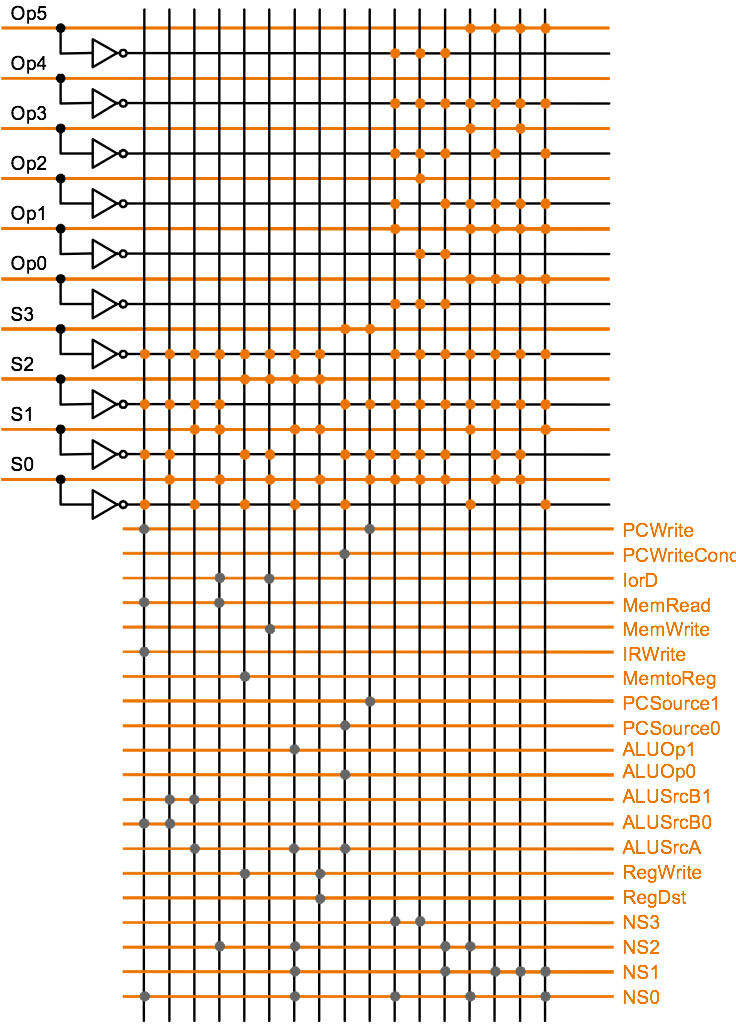 Op5
Op4
Op3
Op2
Op1
Op0
S3
S2
S1
S0
PCWrite
PCWriteCond
IorD
MemRead
MemWrite
IRWrite
MemtoReg
PCSource1
PCSource0
ALUOp1
ALUOp0
ALUSrcB1
ALUSrcB0
ALUSrcA
RegWrite
RegDst
NS3
NS2
NS1
NS0